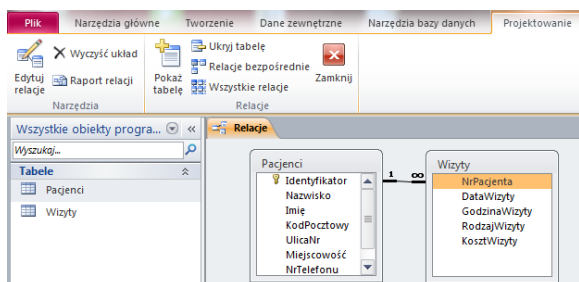 Plik Narzędzia główne Tworzenie Dane zewnętrzne Narzędzia bazy danych Projektowanie
Edytuj relacje
Wyczyść układ
Raport relacji
Narzędzia
Pokaż tabelę
Ukryj tabelę
Relacje bezpośrednie
Wszystkie relacje
Zamknij
Relacje
Wszystkie obiekty progra... «
Wyszukaj...
Tabele
Pacjenci
Wizyty
Relacje
Pacjenci
Identyfikator
Nazwisko
Imię
KodPocztowy
UlicaNr
Miejscowość
NrTelefonu
1 ∞
Wizyty
NrPacjenta
DataWizyty
GodzinaWizyty
RodzajWizyty
KosztWizyty